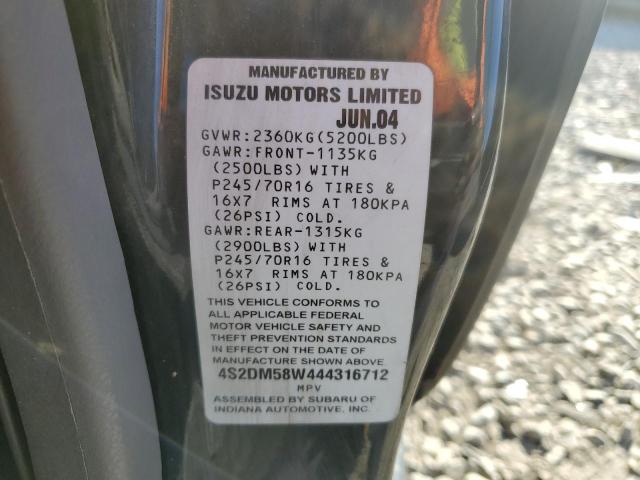 MANUFACTURED BY
ISUZU MOTORS LIMITED
JUN.04
GVWR:2360KG(5200LBS)
GAWR:FRONT-1135KG
(2500LBS) WITH
P245/70R16 TIRES &
16X7 RIMS AT 180KPA
(26PSI) COLD.
GAWR:REAR-1315KG
(2900LBS) WITH
P245/70R16 TIRES &
16X7 RIMS AT 180KPA
(26PSI) COLD.
THIS VEHICLE CONFORMS TO
ALL APPLICABLE FEDERAL
MOTOR VEHICLE SAFETY AND
THEFT PREVENTION STANDARDS
IN EFFECT ON THE DATE OF
MANUFACTURE SHOWN ABOVE
4S2DM58W444316712
MPV
ASSEMBLED BY SUBARU OF
INDIANA AUTOMOTIVE, INC.